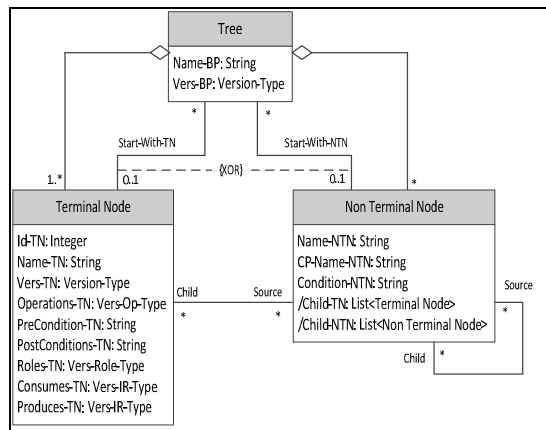 Tree
Name-BP: String
Vers-BP: Version-Type
*
*
Start-With-TN
Start-With-NTN
1..*
0..1
{XOR}
0..1
*
Terminal Node
Id-TN: Integer
Name-TN: String
Vers-TN: Version-Type
Operations-TN: Vers-Op-Type
PreCondition-TN: String
PostConditions-TN: String
Roles-TN: Vers-Role-Type
Consumes-TN: Vers-IR-Type
Produces-TN: Vers-IR-Type
Child
Source
*
*
Non Terminal Node
Name-NTN: String
CP-Name-NTN: String
Condition-NTN: String
/Child-TN: List<Terminal Node>
/Child-NTN: List<Non Terminal Node>
Source
*
Child
*